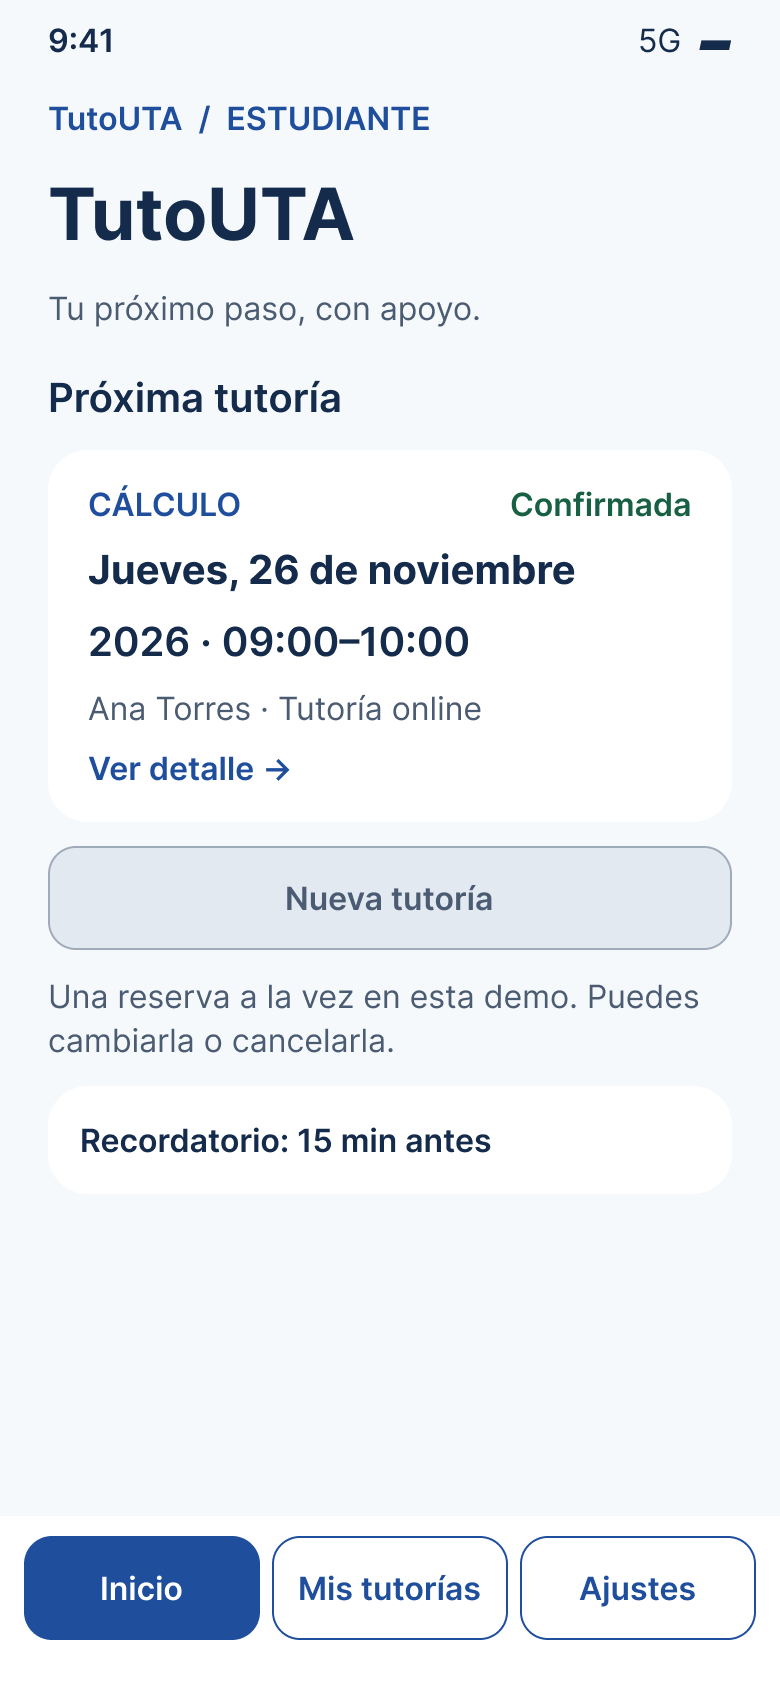 9:41
5G
TutoUTA / ESTUDIANTE
TutoUTA
Tu próximo paso, con apoyo.
Próxima tutoría
CÁLCULO
Confirmada
Jueves, 26 de noviembre
2026 · 09:00–10:00
Ana Torres · Tutoría online
Ver detalle →
Nueva tutoría
Una reserva a la vez en esta demo. Puedes
cambiarla o cancelarla.
Recordatorio: 15 min antes
Inicio
Mis tutorías
Ajustes